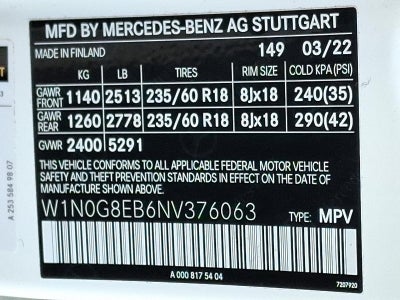 MFD BY MERCEDES-BENZ AG STUTTGART
MADE IN FINLAND 149 03/22
KG LB TIRES RIM SIZE COLD KPA(PSI)
GAWR FRONT 1140 2513 235/60 R18 8Jx18 240(35)
GAWR REAR 1260 2778 235/60 R18 8Jx18 290(42)
GVWR 2400 5291
THIS VEHICLE CONFORMS TO ALL APPLICABLE FEDERAL MOTOR VEHICLE
SAFETY AND THEFT PREVENTION STANDARDS IN EFFECT ON THE DATE
OF MANUFACTURE SHOWN ABOVE.
W1N0G8EB6NV376063 TYPE: MPV
A 000 817 54 04
7207920
A 253 584 98 07